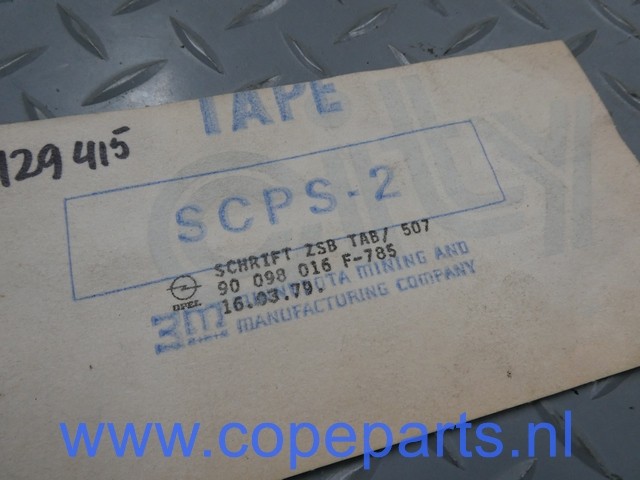 TAPE
129 415
SCPS-2
SCHRIFT ZSB TAB/ 507
90 098 016 F-785
OPEL 16.03.79.
3M MINNESOTA MINING AND
MANUFACTURING COMPANY
www.copeparts.nl